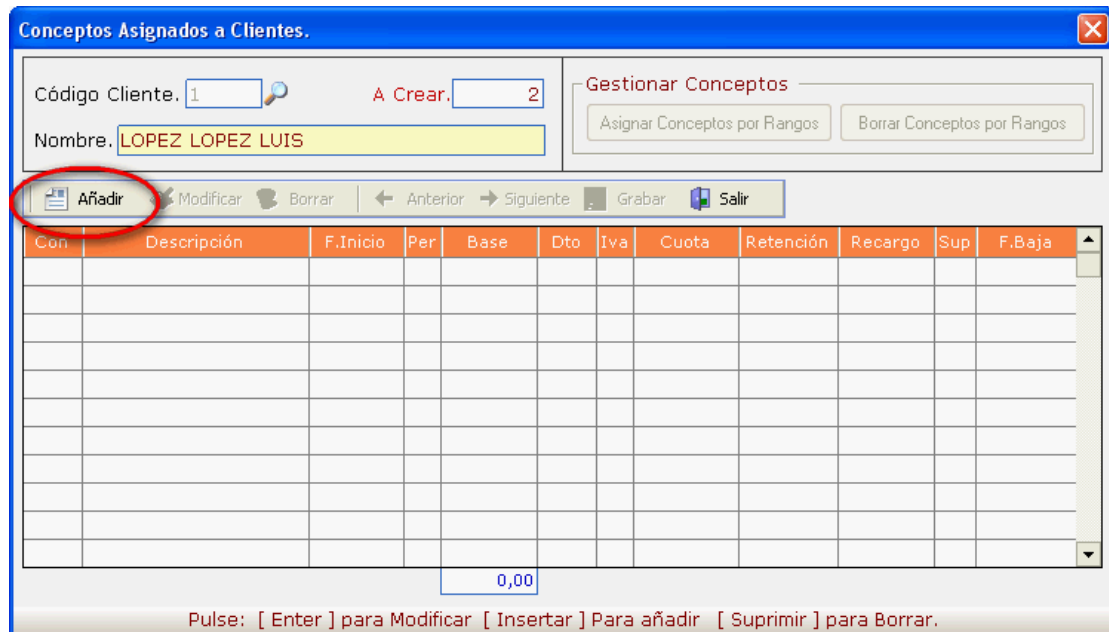 Conceptos Asignados a Clientes.
Código Cliente. 1 A Crear. 2
Nombre. LOPEZ LOPEZ LUIS
Gestionar Conceptos
Asignar Conceptos por Rangos Borrar Conceptos por Rangos
Añadir Modificar Borrar Anterior Siguiente Grabar Salir
Con Descripción F.Inicio Per Base Dto Iva Cuota Retención Recargo Sup F.Baja
0,00
Pulse: [ Enter ] para Modificar [ Insertar ] Para añadir [ Suprimir ] para Borrar.